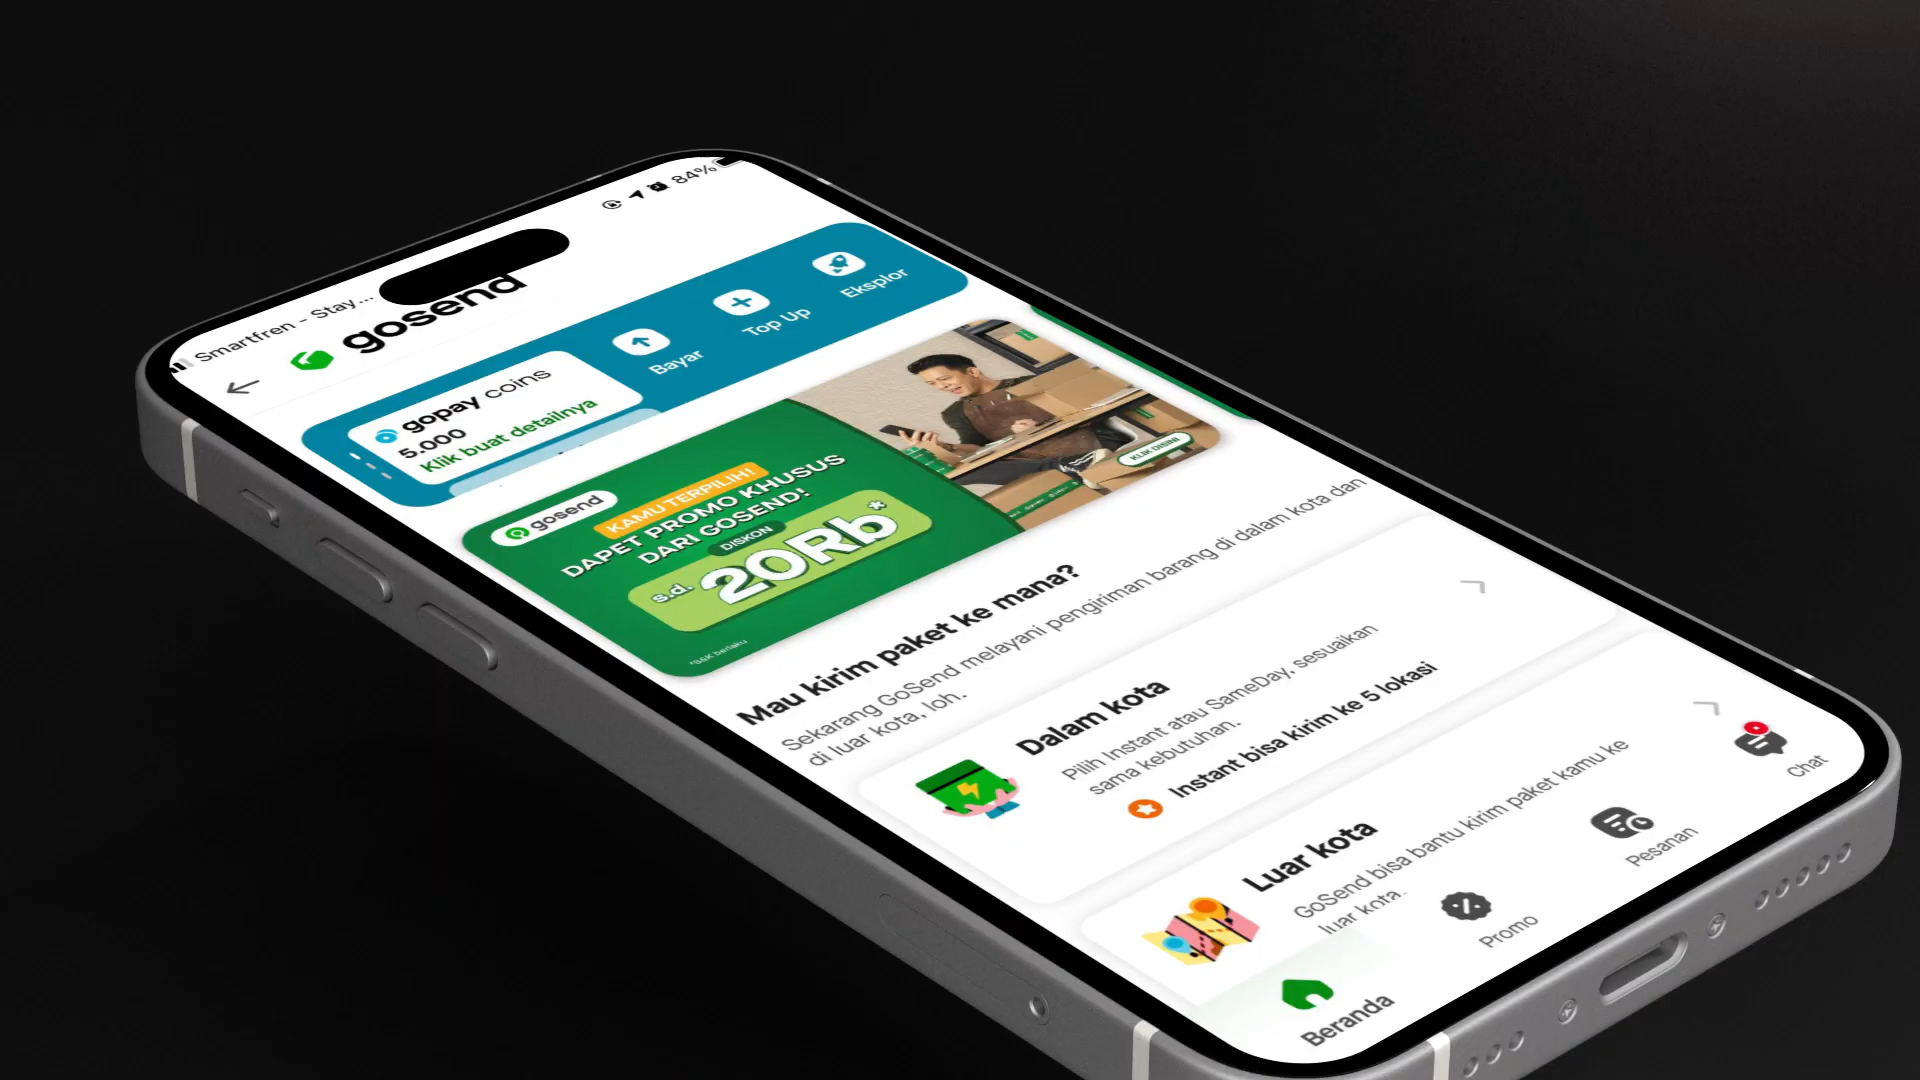 Smartfren - Stay...
84%
gosend
gopay coins
5.000
Klik buat detailnya
Bayar
Top Up
Eksplor
gosend
KAMU TERPILIH!
DAPET PROMO KHUSUS
DARI GOSEND!
DISKON
s.d. 20Rb*
*S&K berlaku
KLIK DISINI
Mau kirim paket ke mana?
Sekarang GoSend melayani pengiriman barang di dalam kota dan
di luar kota, loh.
Dalam kota
Pilih Instant atau SameDay, sesuaikan
sama kebutuhan.
Instant bisa kirim ke 5 lokasi
Luar kota
GoSend bisa bantu kirim paket kamu ke
luar kota.
Beranda
Promo
Pesanan
Chat